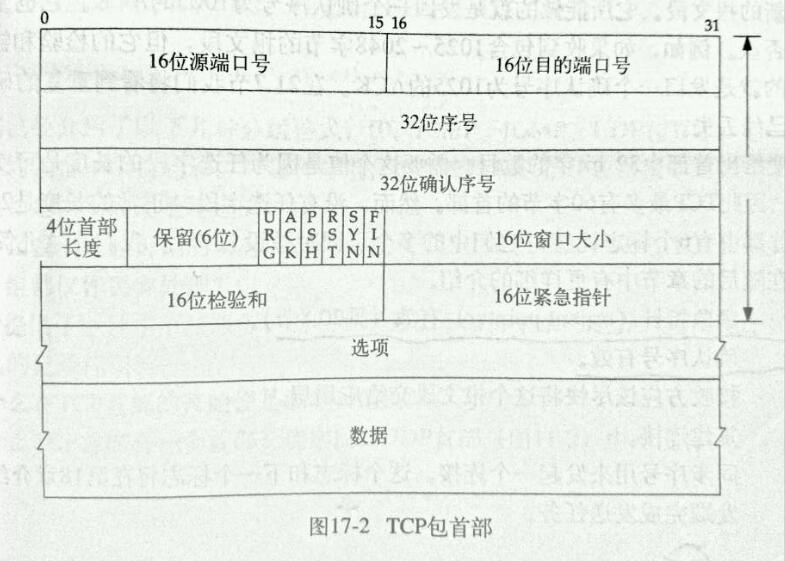 0 15 16 31
16位源端口号 16位目的端口号
32位序号
32位确认序号
4位首部长度 保留(6位) URG ACK PSH RST SYN FIN 16位窗口大小
16位检验和 16位紧急指针
选项
数据
图17-2 TCP包首部